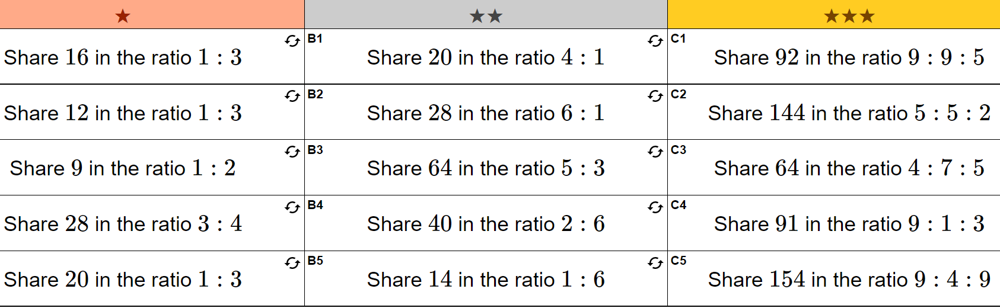 ★ ★★ ★★★
Share 16 in the ratio 1 : 3 B1 Share 20 in the ratio 4 : 1 C1 Share 92 in the ratio 9 : 9 : 5
Share 12 in the ratio 1 : 3 B2 Share 28 in the ratio 6 : 1 C2 Share 144 in the ratio 5 : 5 : 2
Share 9 in the ratio 1 : 2 B3 Share 64 in the ratio 5 : 3 C3 Share 64 in the ratio 4 : 7 : 5
Share 28 in the ratio 3 : 4 B4 Share 40 in the ratio 2 : 6 C4 Share 91 in the ratio 9 : 1 : 3
Share 20 in the ratio 1 : 3 B5 Share 14 in the ratio 1 : 6 C5 Share 154 in the ratio 9 : 4 : 9